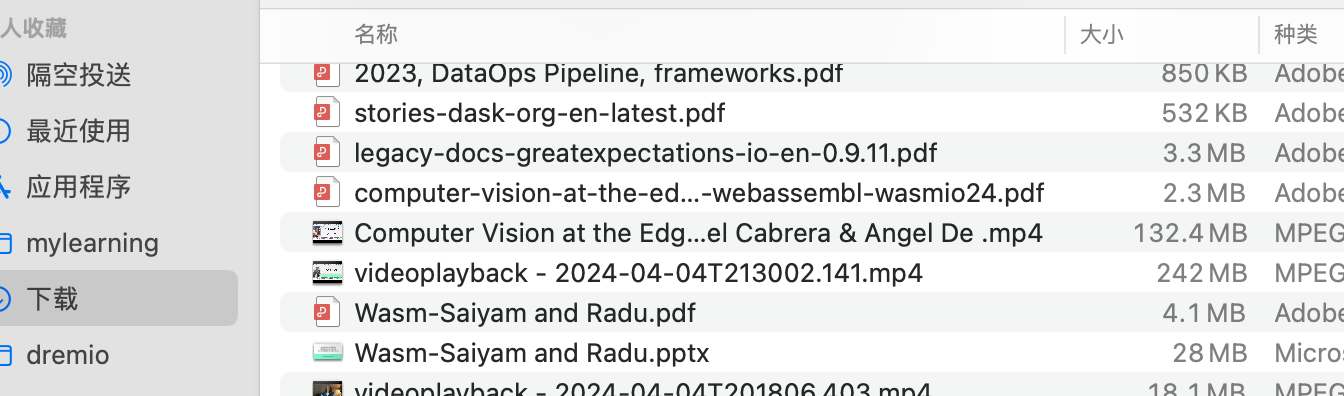 人收藏
隔空投送
最近使用
应用程序
mylearning
下载
dremio
名称 大小 种类
2023, DataOps Pipeline, frameworks.pdf 850 KB Adobe
stories-dask-org-en-latest.pdf 532 KB Adobe
legacy-docs-greatexpectations-io-en-0.9.11.pdf 3.3 MB Adobe
computer-vision-at-the-ed...-webassembl-wasmio24.pdf 2.3 MB Adobe
Computer Vision at the Edg...el Cabrera & Angel De .mp4 132.4 MB MPEG
videoplayback - 2024-04-04T213002.141.mp4 242 MB MPEG
Wasm-Saiyam and Radu.pdf 4.1 MB Adobe
Wasm-Saiyam and Radu.pptx 28 MB Micro
videoplayback - 2024-04-04T201806.403.mp4 18.1 MB MPEG